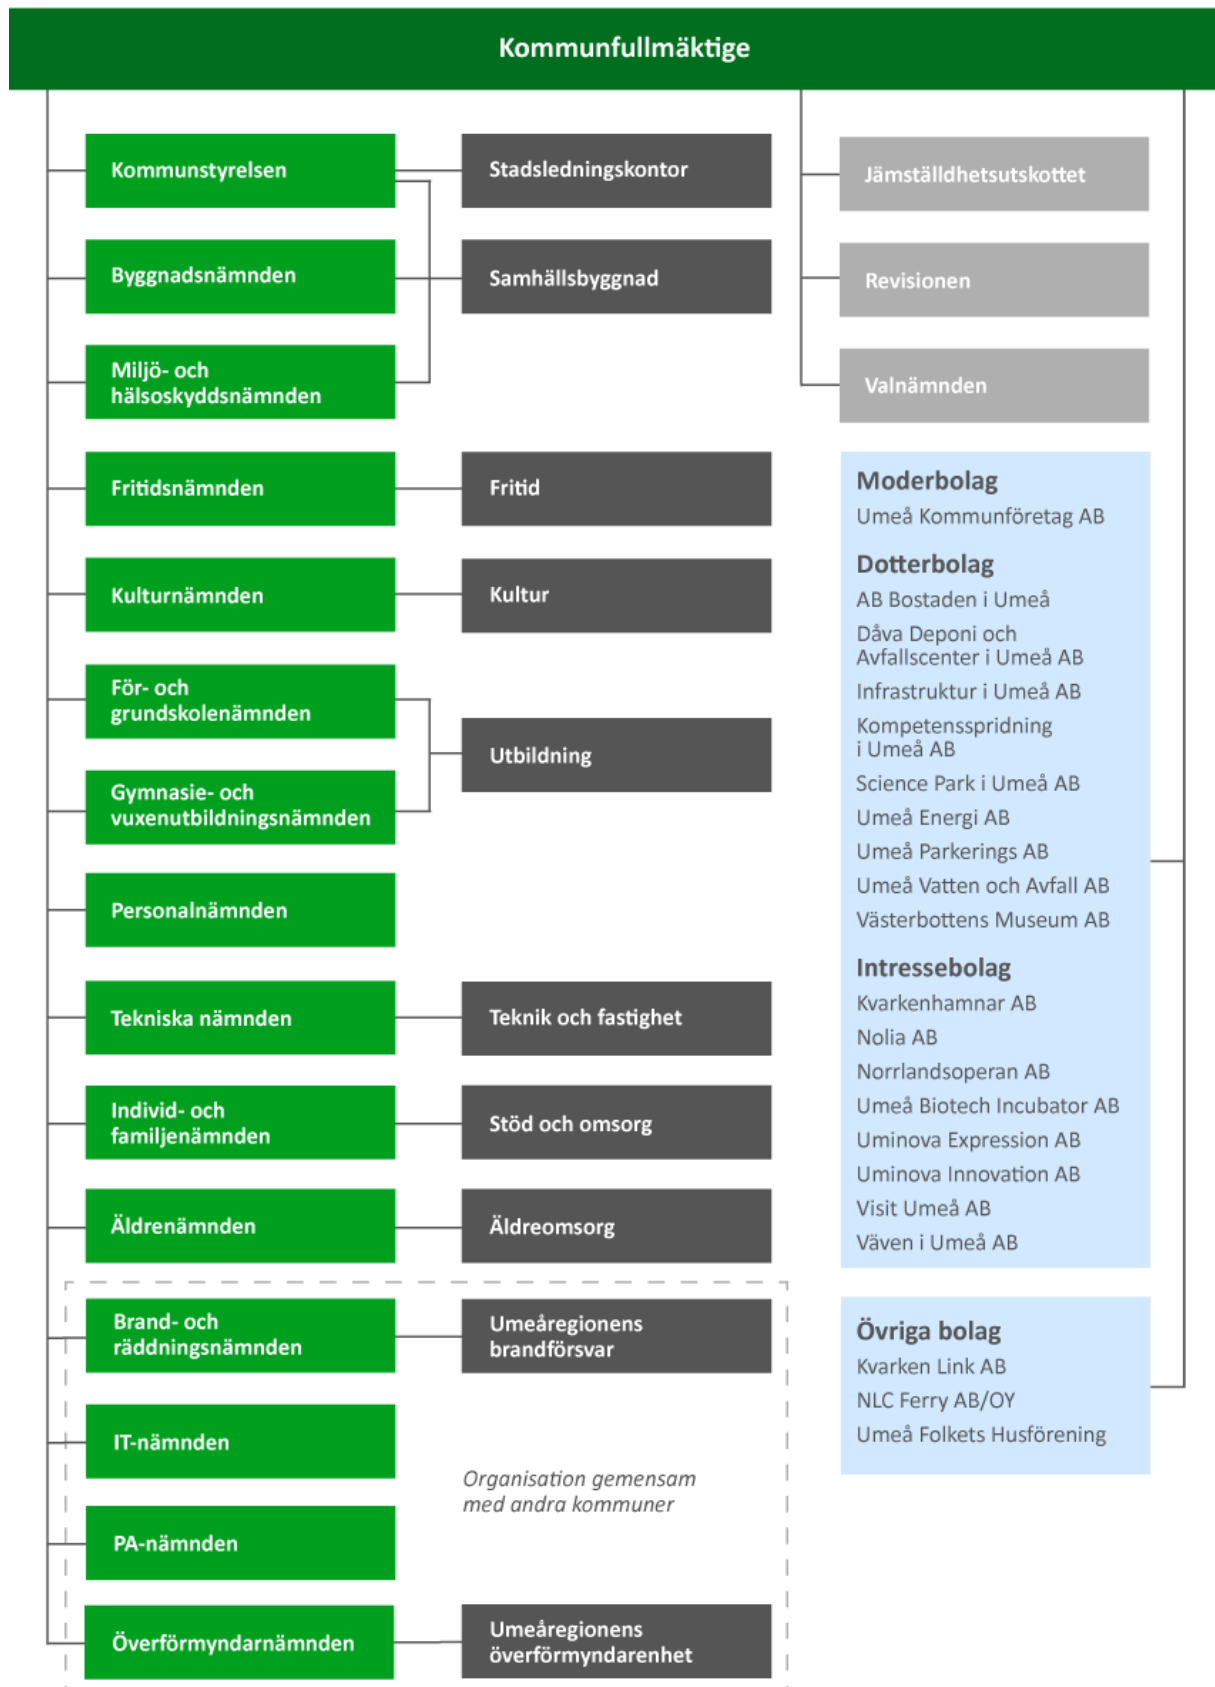 Kommunfullmäktige
Kommunstyrelsen
Stadsledningskontor
Byggnadsnämnden
Samhällsbyggnad
Miljö- och
hälsoskyddsnämnden
Fritidsnämnden
Fritid
Kulturnämnden
Kultur
För- och
grundskolenämnden
Gymnasie- och
vuxenutbildningsnämnden
Utbildning
Personalnämnden
Tekniska nämnden
Teknik och fastighet
Individ- och
familjenämnden
Stöd och omsorg
Äldrenämnden
Äldreomsorg
Brand- och
räddningsnämnden
Umeåregionens
brandförsvar
IT-nämnden
Organisation gemensam
med andra kommuner
PA-nämnden
Överförmyndarnämnden
Umeåregionens
överförmyndarenhet
Jämställdhetsutskottet
Revisionen
Valnämnden
Moderbolag
Umeå Kommunföretag AB
Dotterbolag
AB Bostaden i Umeå
Dåva Deponi och
Avfallscenter i Umeå AB
Infrastruktur i Umeå AB
Kompetensspridning
i Umeå AB
Science Park i Umeå AB
Umeå Energi AB
Umeå Parkerings AB
Umeå Vatten och Avfall AB
Västerbottens Museum AB
Intressebolag
Kvarkenhamnar AB
Nolia AB
Norrlandsoperan AB
Umeå Biotech Incubator AB
Uminova Expression AB
Uminova Innovation AB
Visit Umeå AB
Väven i Umeå AB
Övriga bolag
Kvarken Link AB
NLC Ferry AB/OY
Umeå Folkets Husförening